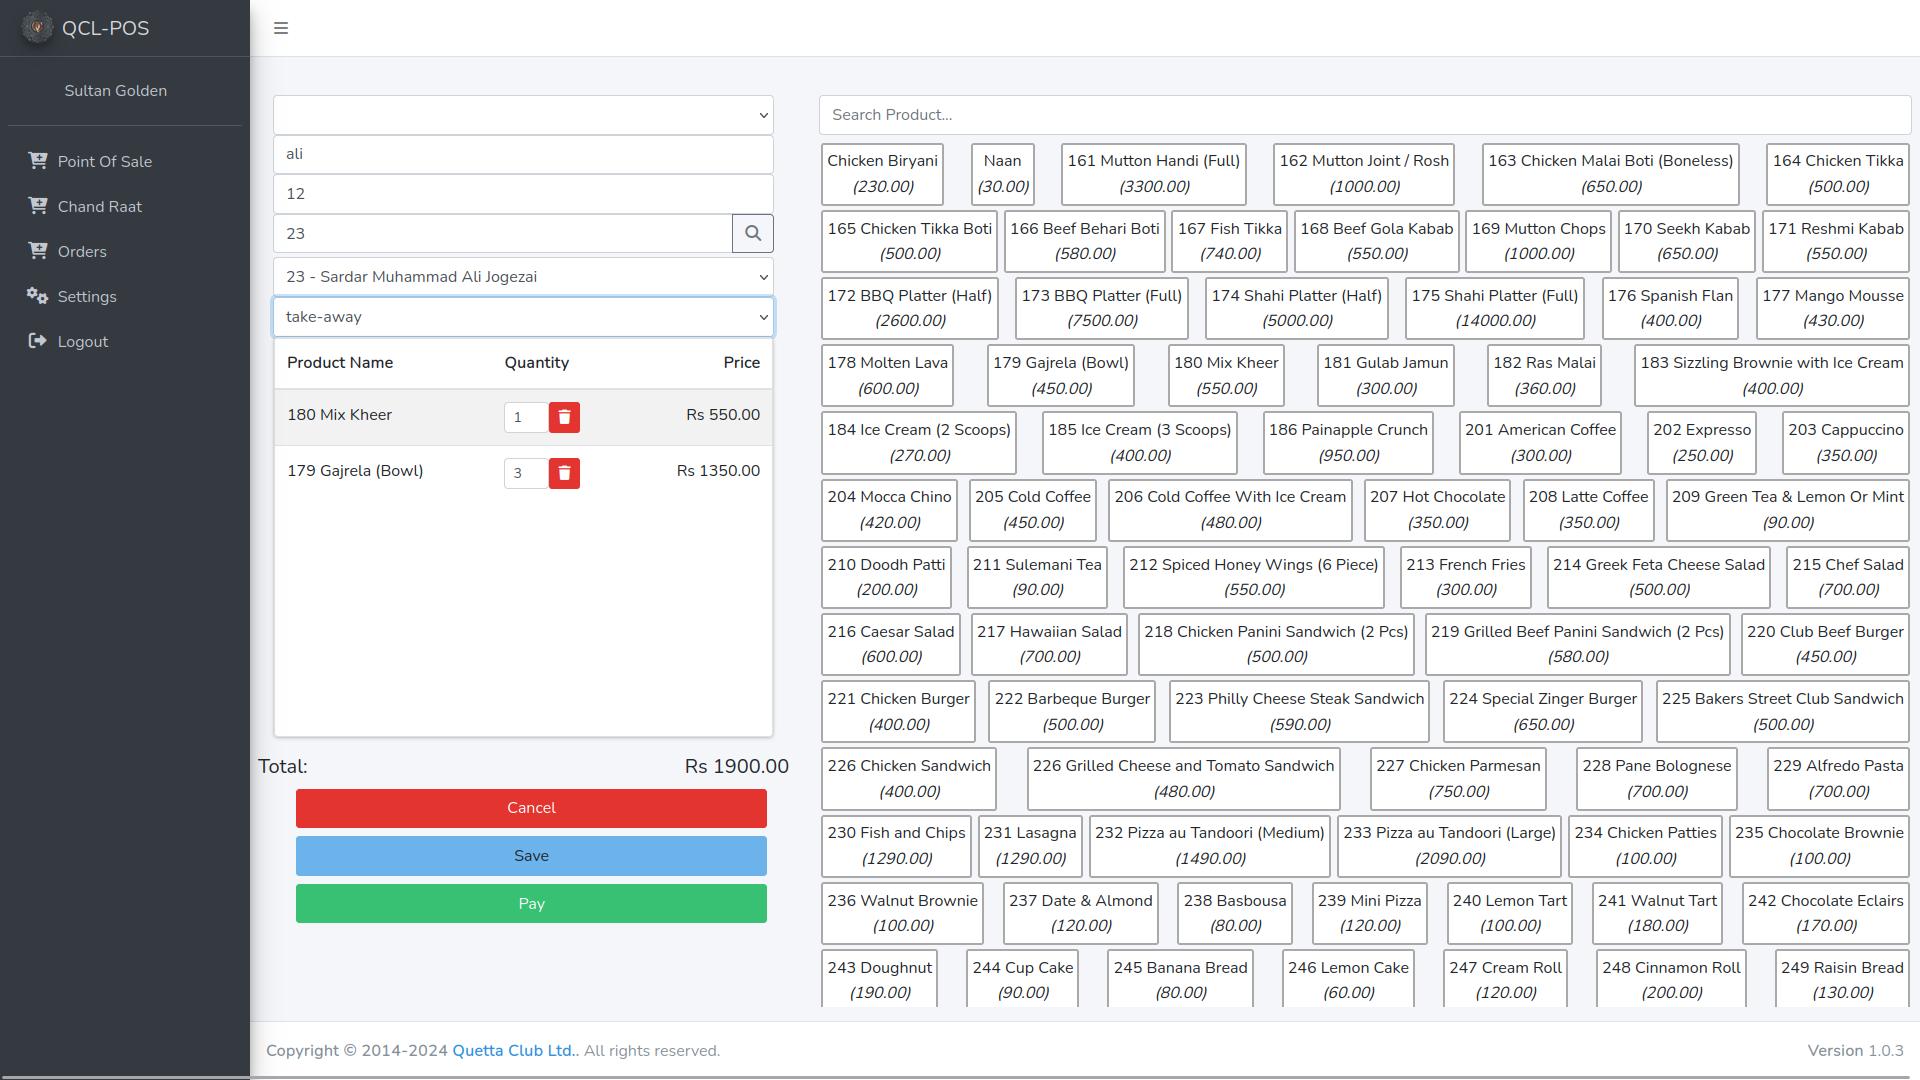 QCL-POS
Sultan Golden
Point Of Sale
Chand Raat
Orders
Settings
Logout
ali
12
23
23 - Sardar Muhammad Ali Jogezai
take-away
Product Name Quantity Price
180 Mix Kheer 1 Rs 550.00
179 Gajrela (Bowl) 3 Rs 1350.00
Total: Rs 1900.00
Cancel
Save
Pay
Search Product...
Chicken Biryani Naan 161 Mutton Handi (Full) 162 Mutton Joint / Rosh 163 Chicken Malai Boti (Boneless) 164 Chicken Tikka
(230.00) (30.00) (3300.00) (1000.00) (650.00) (500.00)
165 Chicken Tikka Boti 166 Beef Behari Boti 167 Fish Tikka 168 Beef Gola Kabab 169 Mutton Chops 170 Seekh Kabab 171 Reshmi Kabab
(500.00) (580.00) (740.00) (550.00) (1000.00) (650.00) (550.00)
172 BBQ Platter (Half) 173 BBQ Platter (Full) 174 Shahi Platter (Half) 175 Shahi Platter (Full) 176 Spanish Flan 177 Mango Mousse
(2600.00) (7500.00) (5000.00) (14000.00) (400.00) (430.00)
178 Molten Lava 179 Gajrela (Bowl) 180 Mix Kheer 181 Gulab Jamun 182 Ras Malai 183 Sizzling Brownie with Ice Cream
(600.00) (450.00) (550.00) (300.00) (360.00) (400.00)
184 Ice Cream (2 Scoops) 185 Ice Cream (3 Scoops) 186 Painapple Crunch 201 American Coffee 202 Expresso 203 Cappuccino
(270.00) (400.00) (950.00) (300.00) (250.00) (350.00)
204 Mocca Chino 205 Cold Coffee 206 Cold Coffee With Ice Cream 207 Hot Chocolate 208 Latte Coffee 209 Green Tea & Lemon Or Mint
(420.00) (450.00) (480.00) (350.00) (350.00) (90.00)
210 Doodh Patti 211 Sulemani Tea 212 Spiced Honey Wings (6 Piece) 213 French Fries 214 Greek Feta Cheese Salad 215 Chef Salad
(200.00) (90.00) (550.00) (300.00) (500.00) (700.00)
216 Caesar Salad 217 Hawaiian Salad 218 Chicken Panini Sandwich (2 Pcs) 219 Grilled Beef Panini Sandwich (2 Pcs) 220 Club Beef Burger
(600.00) (700.00) (500.00) (580.00) (450.00)
221 Chicken Burger 222 Barbeque Burger 223 Philly Cheese Steak Sandwich 224 Special Zinger Burger 225 Bakers Street Club Sandwich
(400.00) (500.00) (590.00) (650.00) (500.00)
226 Chicken Sandwich 226 Grilled Cheese and Tomato Sandwich 227 Chicken Parmesan 228 Pane Bolognese 229 Alfredo Pasta
(400.00) (480.00) (750.00) (700.00) (700.00)
230 Fish and Chips 231 Lasagna 232 Pizza au Tandoori (Medium) 233 Pizza au Tandoori (Large) 234 Chicken Patties 235 Chocolate Brownie
(1290.00) (1290.00) (1490.00) (2090.00) (100.00) (100.00)
236 Walnut Brownie 237 Date & Almond 238 Basbousa 239 Mini Pizza 240 Lemon Tart 241 Walnut Tart 242 Chocolate Eclairs
(100.00) (120.00) (80.00) (120.00) (100.00) (180.00) (170.00)
243 Doughnut 244 Cup Cake 245 Banana Bread 246 Lemon Cake 247 Cream Roll 248 Cinnamon Roll 249 Raisin Bread
(190.00) (90.00) (80.00) (60.00) (120.00) (200.00) (130.00)
Copyright © 2014-2024 Quetta Club Ltd.. All rights reserved. Version 1.0.3